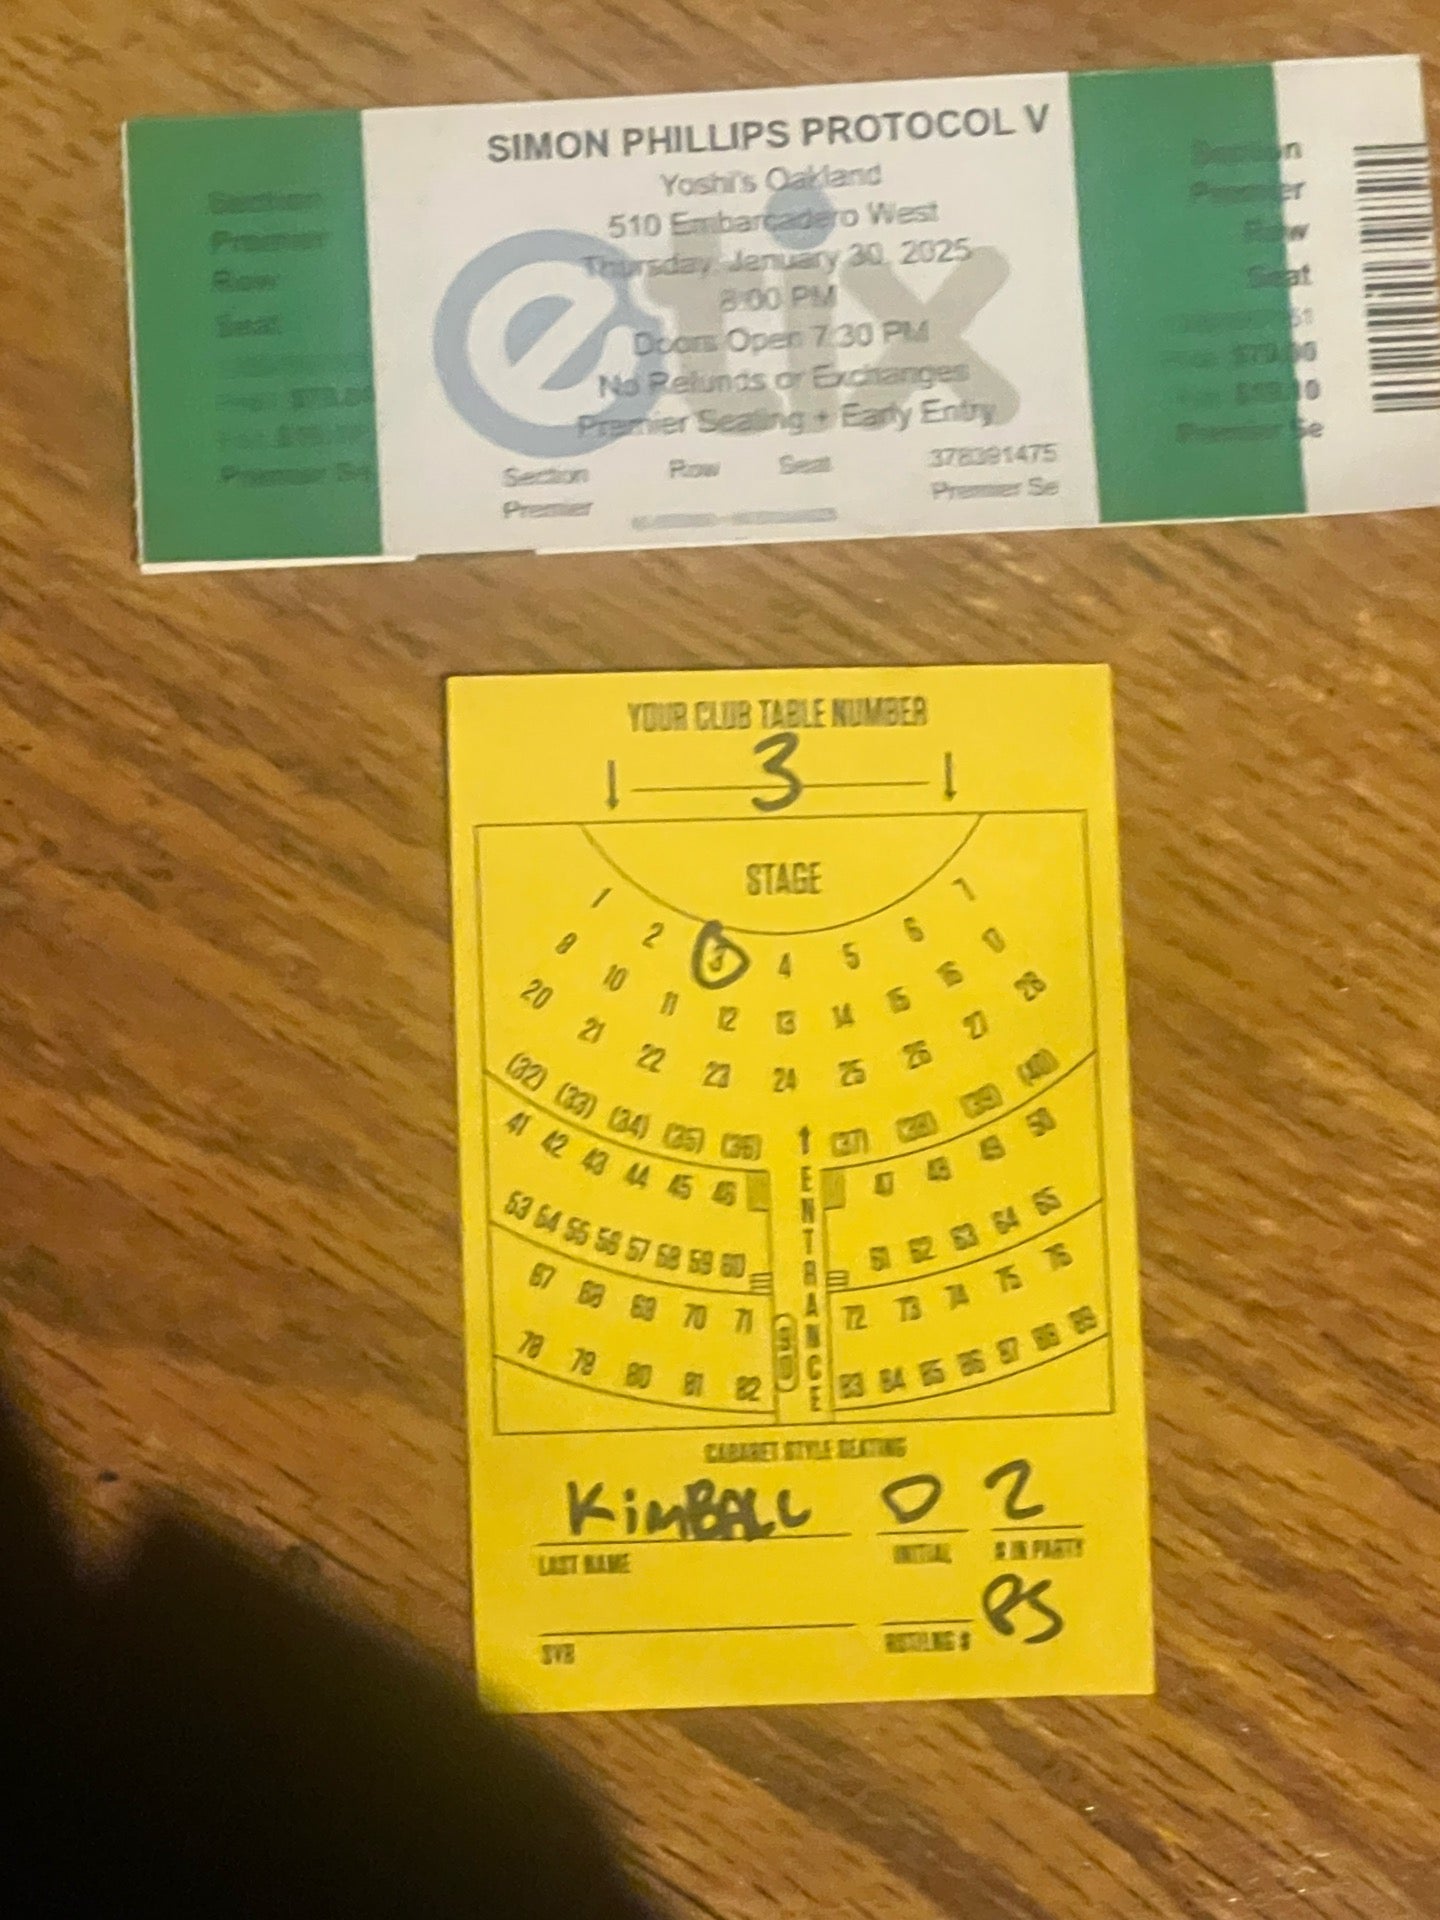 SIMON PHILLIPS PROTOCOL V
Yoshi's Oakland
510 Embarcadero West
Thursday, January 30, 2025
8:00 PM
Doors Open 7:30 PM
No Refunds or Exchanges
Premier Seating + Early Entry
Section Row Seat 378391475
Premier Premier Se
etix
Section
Premier
Row
Seat
Premier Se
Section
Premier
Row
Seat
Premier Se
YOUR CLUB TABLE NUMBER
3
STAGE
1 2 3 4 5 6 7
9 10 11 12 13 14 15 16 17
20 21 22 23 24 25 26 27 28
(32) (33) (34) (35) (36) (37) (38) (39) (40)
41 42 43 44 45 46 47 48 49 50
53 54 55 56 57 58 59 60 61 62 63 64 65
67 68 69 70 71 72 73 74 75 76
78 79 80 81 82 83 84 85 86 87 88 89
90
ENTRANCE
CABARET STYLE SEATING
KimBALL D 2
LAST NAME INITIAL # IN PARTY
PS
SVR